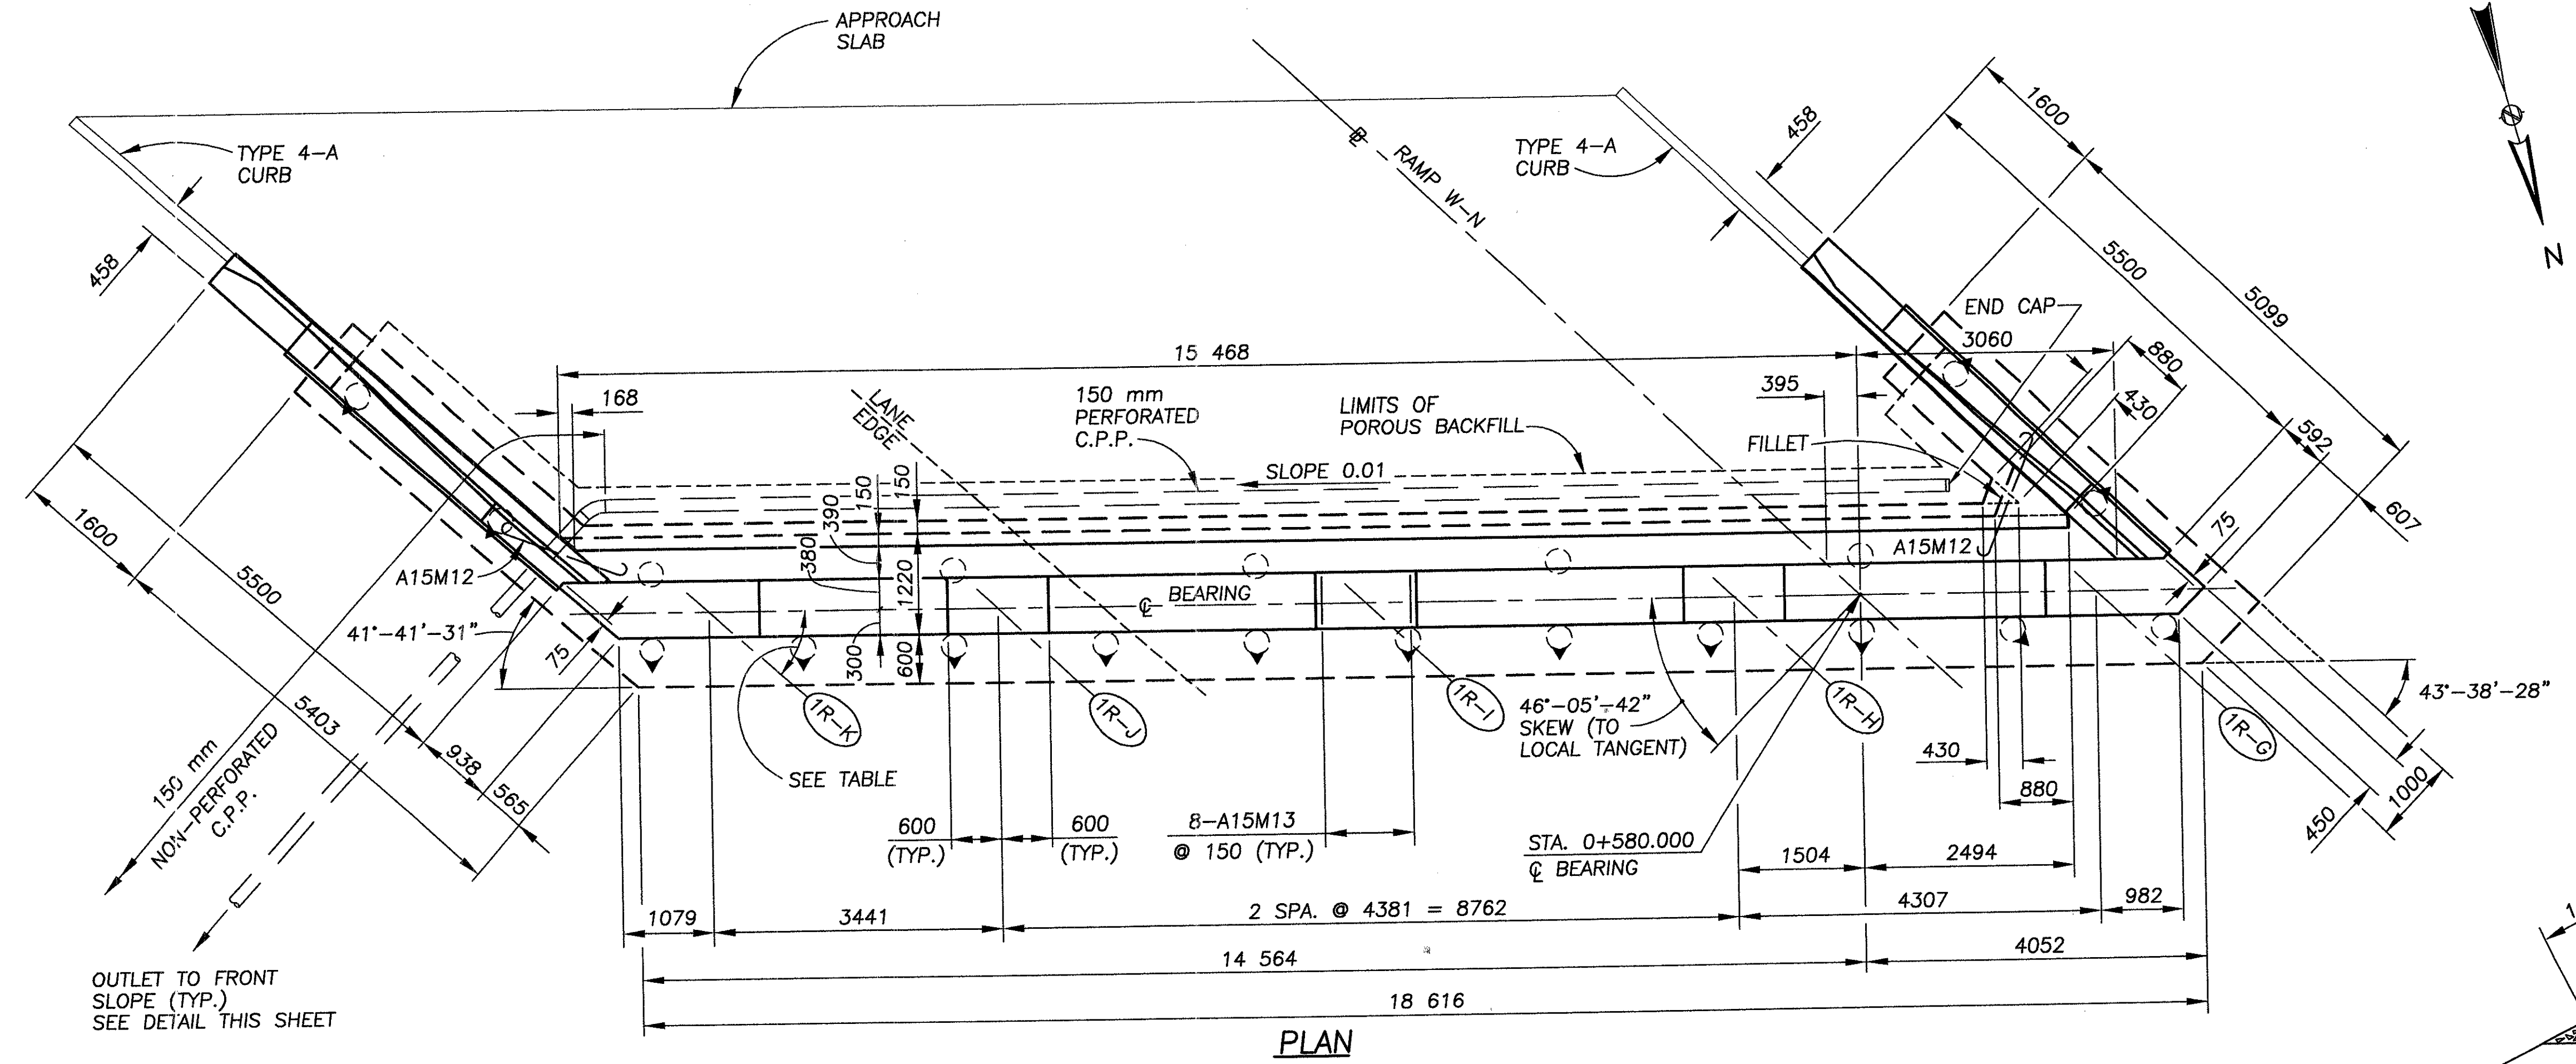 APPROACH
SLAB
TYPE 4-A
CURB
458
RAMP W-N
TYPE 4-A
CURB
458
1600
5500
5099
N
END CAP
3060
880
430
15 468
395
168
LANE
EDGE
150 mm
PERFORATED
C.P.P.
LIMITS OF
POROUS BACKFILL
FILLET
SLOPE 0.01
592
607
75
150
150
390
380
1220
300
600
A15M12
A15M12
℄ BEARING
1600
5500
5403
41°-41'-31"
75
938
565
150 mm
NON-PERFORATED
C.P.P.
1R-K
1R-J
1R-I
1R-H
1R-G
SEE TABLE
46°-05'-42"
SKEW (TO
LOCAL TANGENT)
43°-38'-28"
430
880
450
1000
600
(TYP.)
600
(TYP.)
8-A15M13
@ 150 (TYP.)
STA. 0+580.000
℄ BEARING
1504
2494
1079
3441
2 SPA. @ 4381 = 8762
4307
982
14 564
4052
18 616
OUTLET TO FRONT
SLOPE (TYP.)
SEE DETAIL THIS SHEET
PLAN